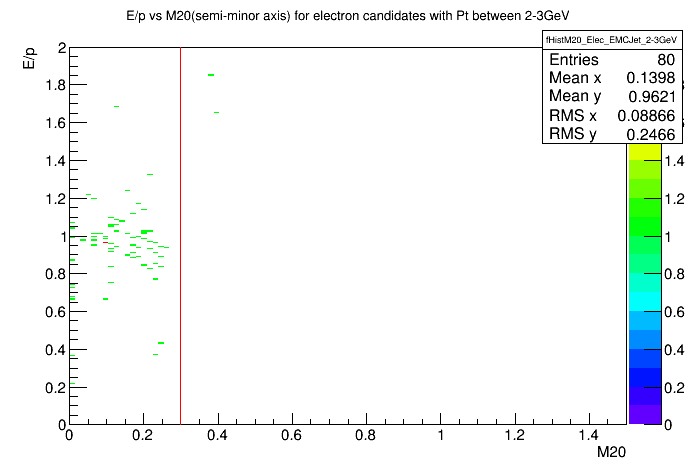 E/p vs M20(semi-minor axis) for electron candidates with Pt between 2-3GeV
fHistM20_Elec_EMCJet_2-3GeV
Entries 80
Mean x 0.1398
Mean y 0.9621
RMS x 0.08866
RMS y 0.2466
E/p
2
1.8
1.6
1.4
1.2
1
0.8
0.6
0.4
0.2
0
0 0.2 0.4 0.6 0.8 1 1.2 1.4
M20
1.4
1.2
1
0.8
0.6
0.4
0.2
0